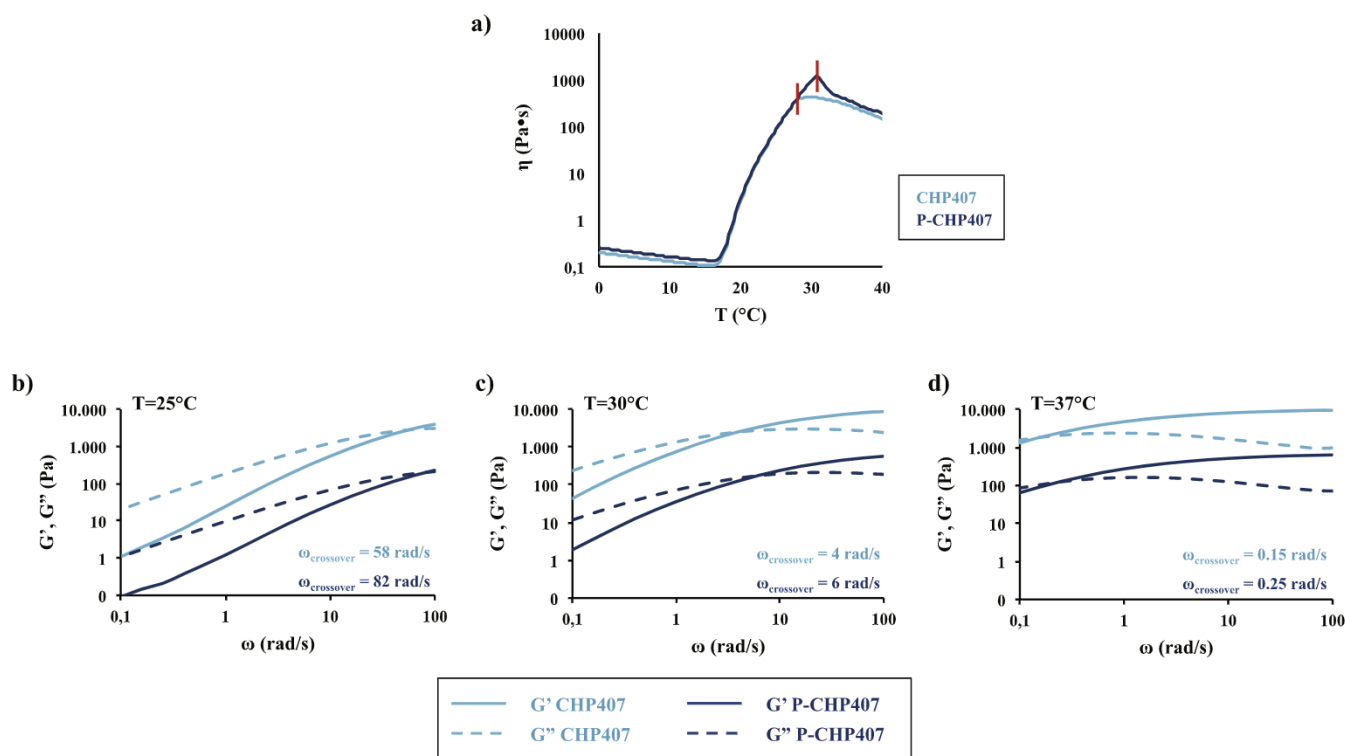 a)
10000
1000
100
10
1
0,1
η (Pa•s)
0
10
20
30
40
T (°C)
CHP407
P-CHP407
b)
T=25°C
10.000
1.000
100
10
1
0
G’, G” (Pa)
0,1
1
10
100
ω (rad/s)
ωcrossover = 58 rad/s
ωcrossover = 82 rad/s
c)
T=30°C
10.000
1.000
100
10
1
0
G’, G” (Pa)
0,1
1
10
100
ω (rad/s)
ωcrossover = 4 rad/s
ωcrossover = 6 rad/s
d)
T=37°C
10.000
1.000
100
10
1
0
G’, G” (Pa)
0,1
1
10
100
ω (rad/s)
ωcrossover = 0.15 rad/s
ωcrossover = 0.25 rad/s
G’ CHP407
G’ P-CHP407
G” CHP407
G” P-CHP407